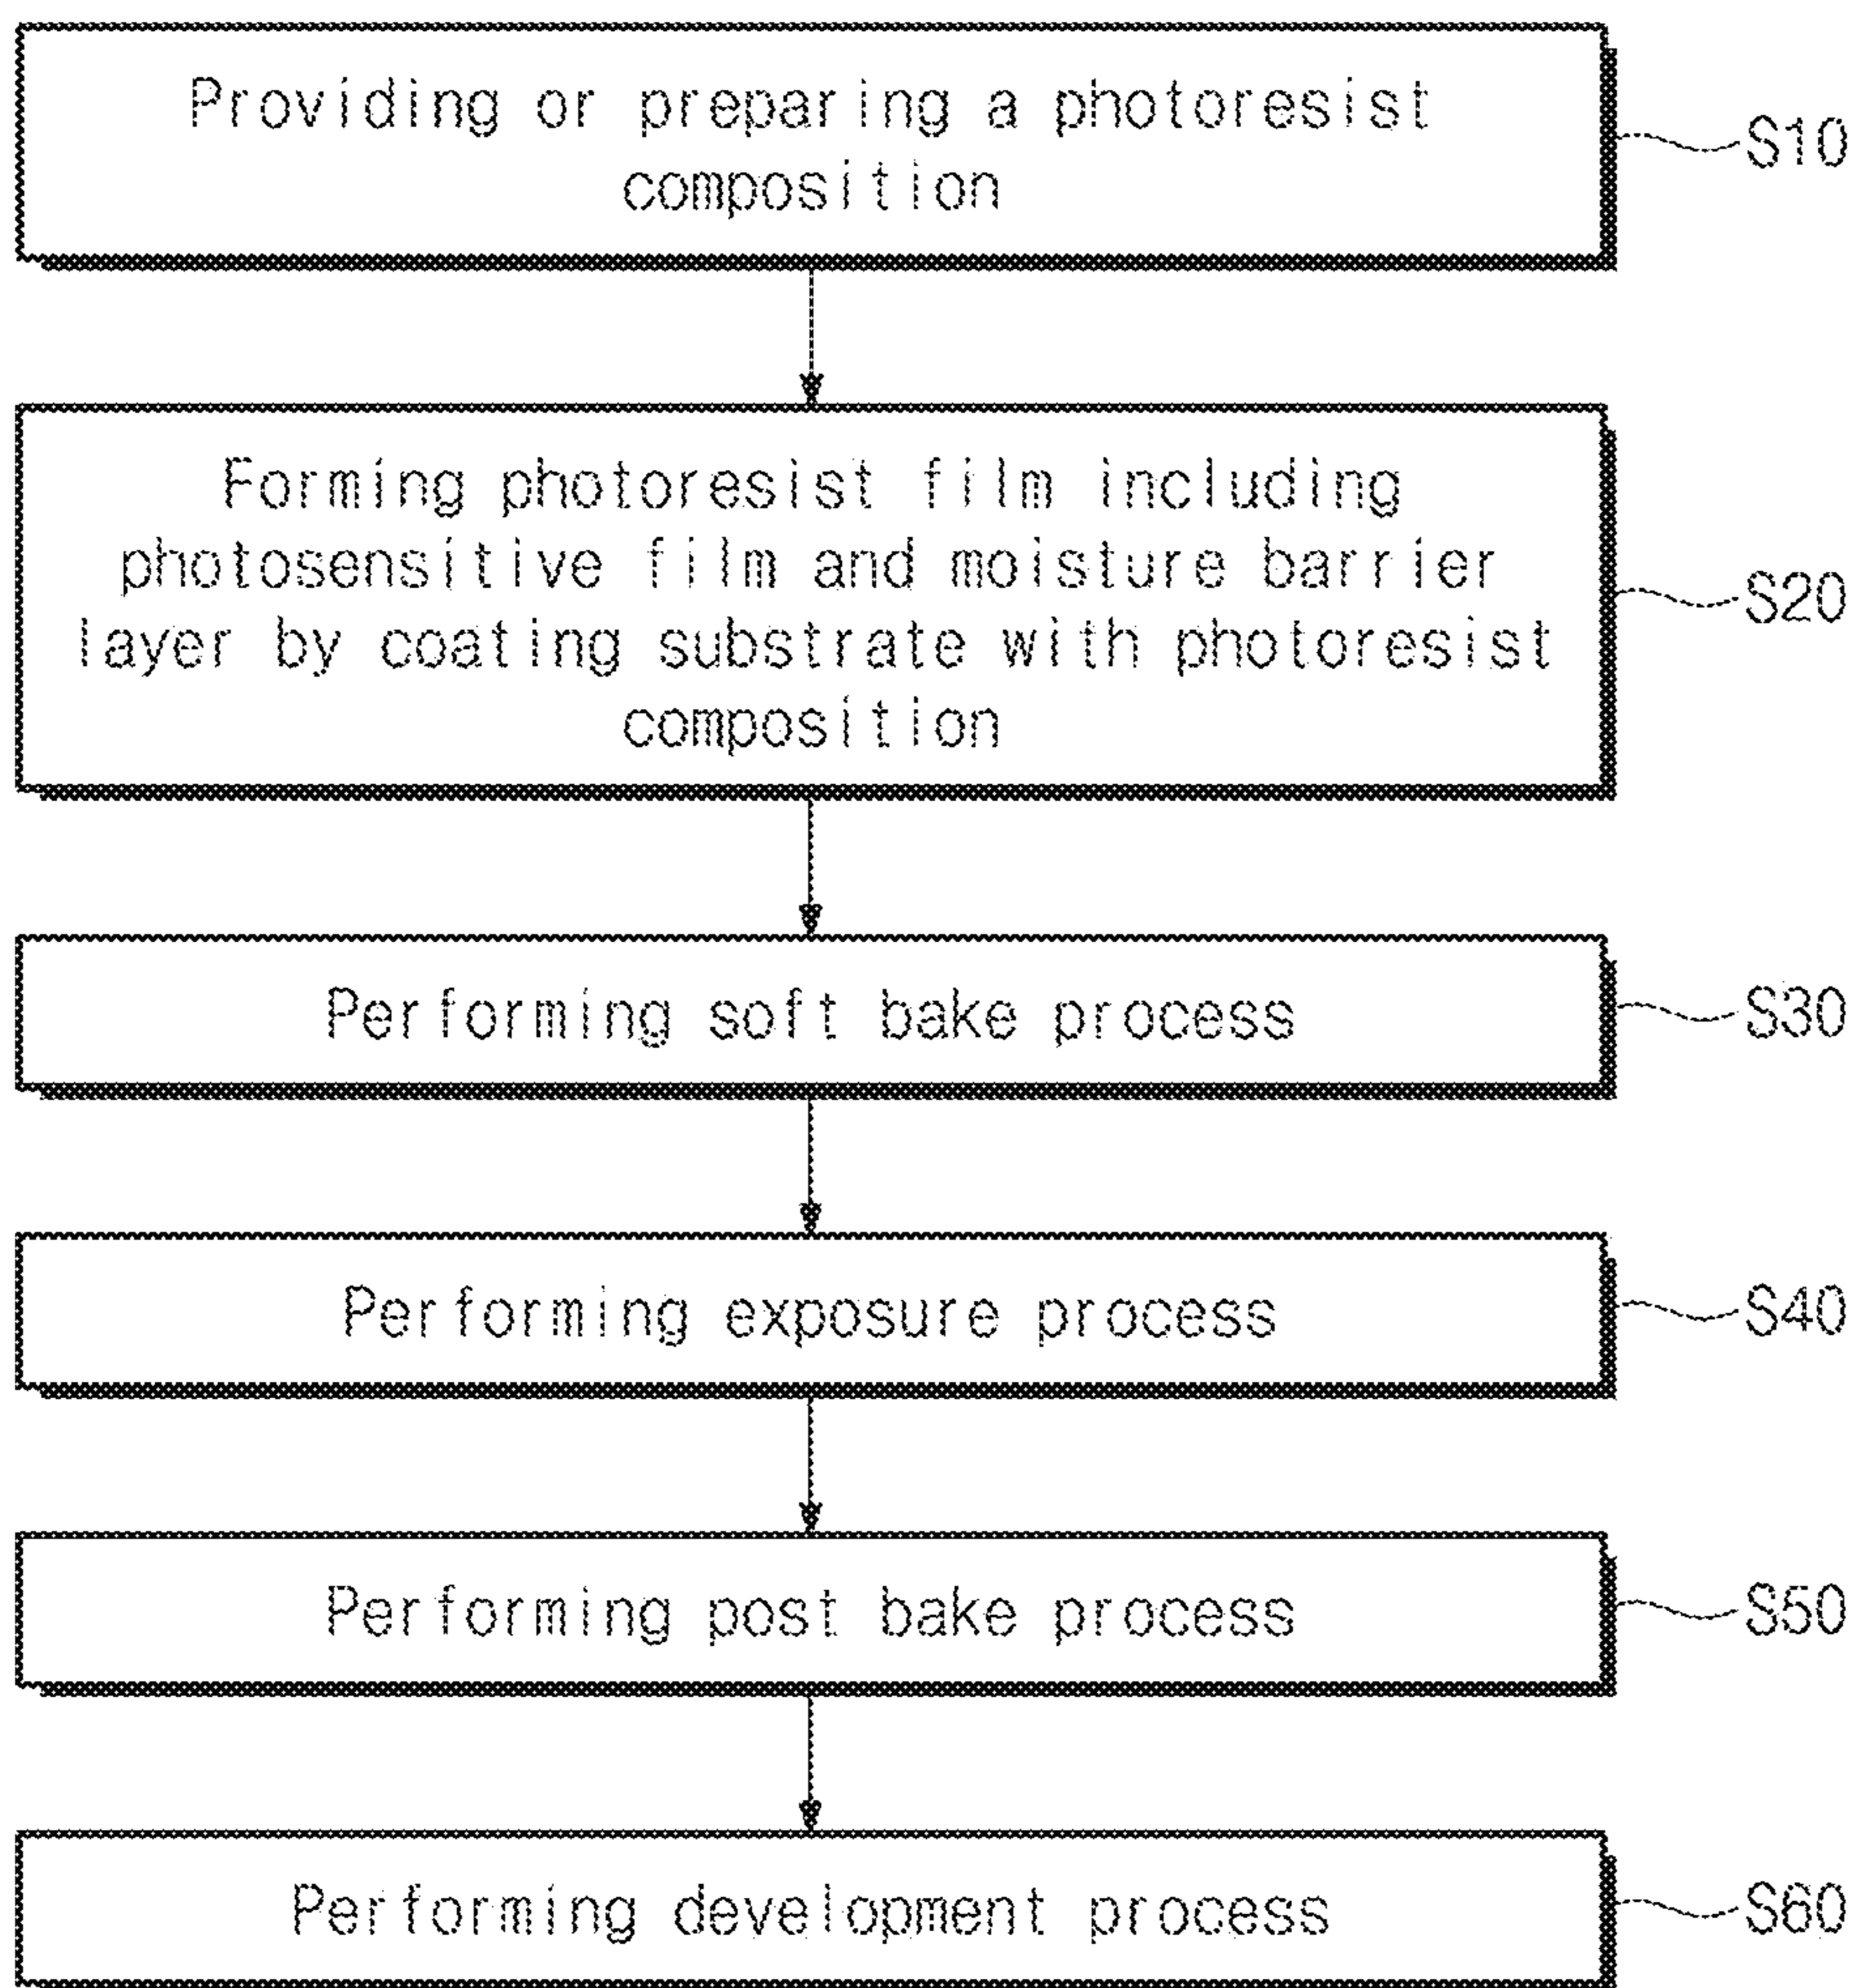 Providing or preparing a photoresist
composition
S10
Forming photoresist film including
photosensitive film and moisture barrier
layer by coating substrate with photoresist
composition
S20
Performing soft bake process
S30
Performing exposure process
S40
Performing post bake process
S50
Performing development process
S60